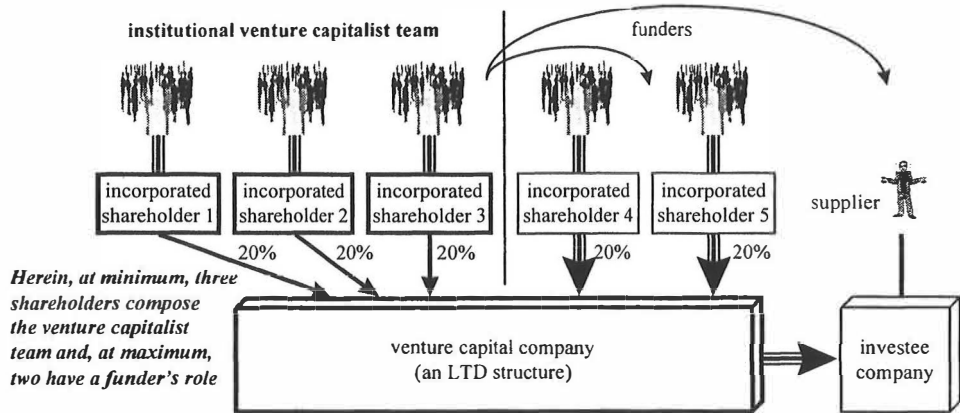 institutional venture capitalist team
funders
incorporated
shareholder 1
incorporated
shareholder 2
incorporated
shareholder 3
incorporated
shareholder 4
incorporated
shareholder 5
supplier
20%
20%
20%
20%
20%
Herein, at minimum, three
shareholders compose
the venture capitalist
team and, at maximum,
two have a funder's role
venture capital company
(an LTD structure)
investee
company